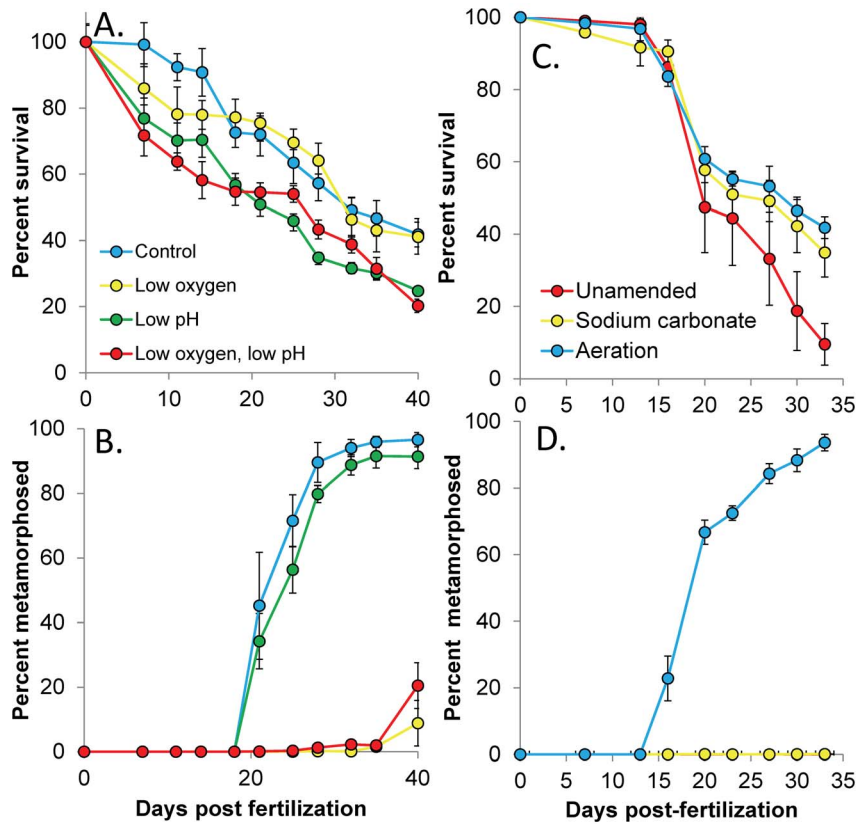 A.
Percent survival
100
80
60
40
20
0
0
10
20
30
40
Control
Low oxygen
Low pH
Low oxygen, low pH
C.
Percent survival
100
80
60
40
20
0
0
5
10
15
20
25
30
35
Unamended
Sodium carbonate
Aeration
B.
Percent metamorphosed
100
80
60
40
20
0
0
20
40
Days post fertilization
D.
Percent metamorphosed
100
80
60
40
20
0
0
5
10
15
20
25
30
35
Days post-fertilization